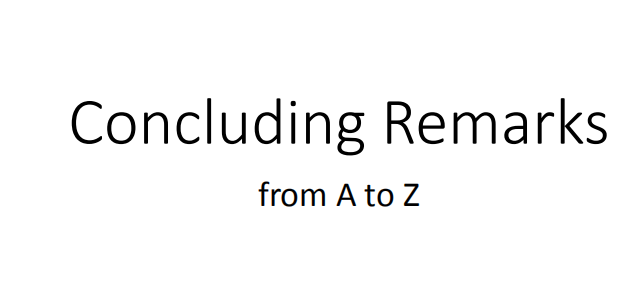 Concluding Remarks
from A to Z